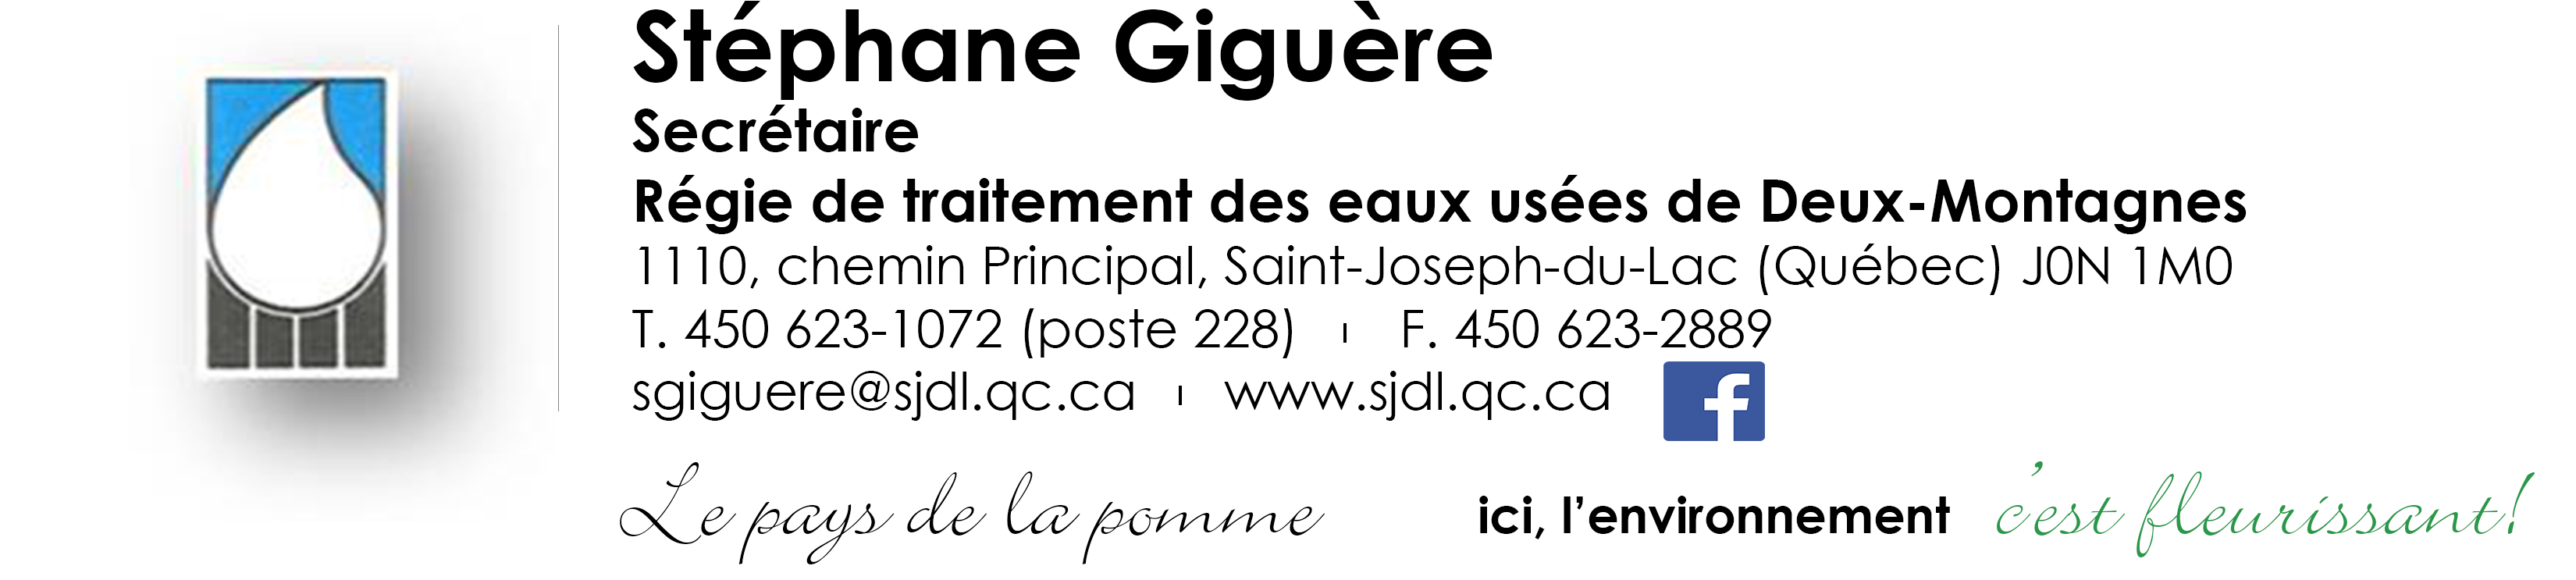 Stéphane Giguère
Secrétaire
Régie de traitement des eaux usées de Deux-Montagnes
1110, chemin Principal, Saint-Joseph-du-Lac (Québec) J0N 1M0
T. 450 623-1072 (poste 228) ı F. 450 623-2889
sgiguere@sjdl.qc.ca ı www.sjdl.qc.ca f
Le pays de la pomme ici, l’environnement c’est fleurissant!